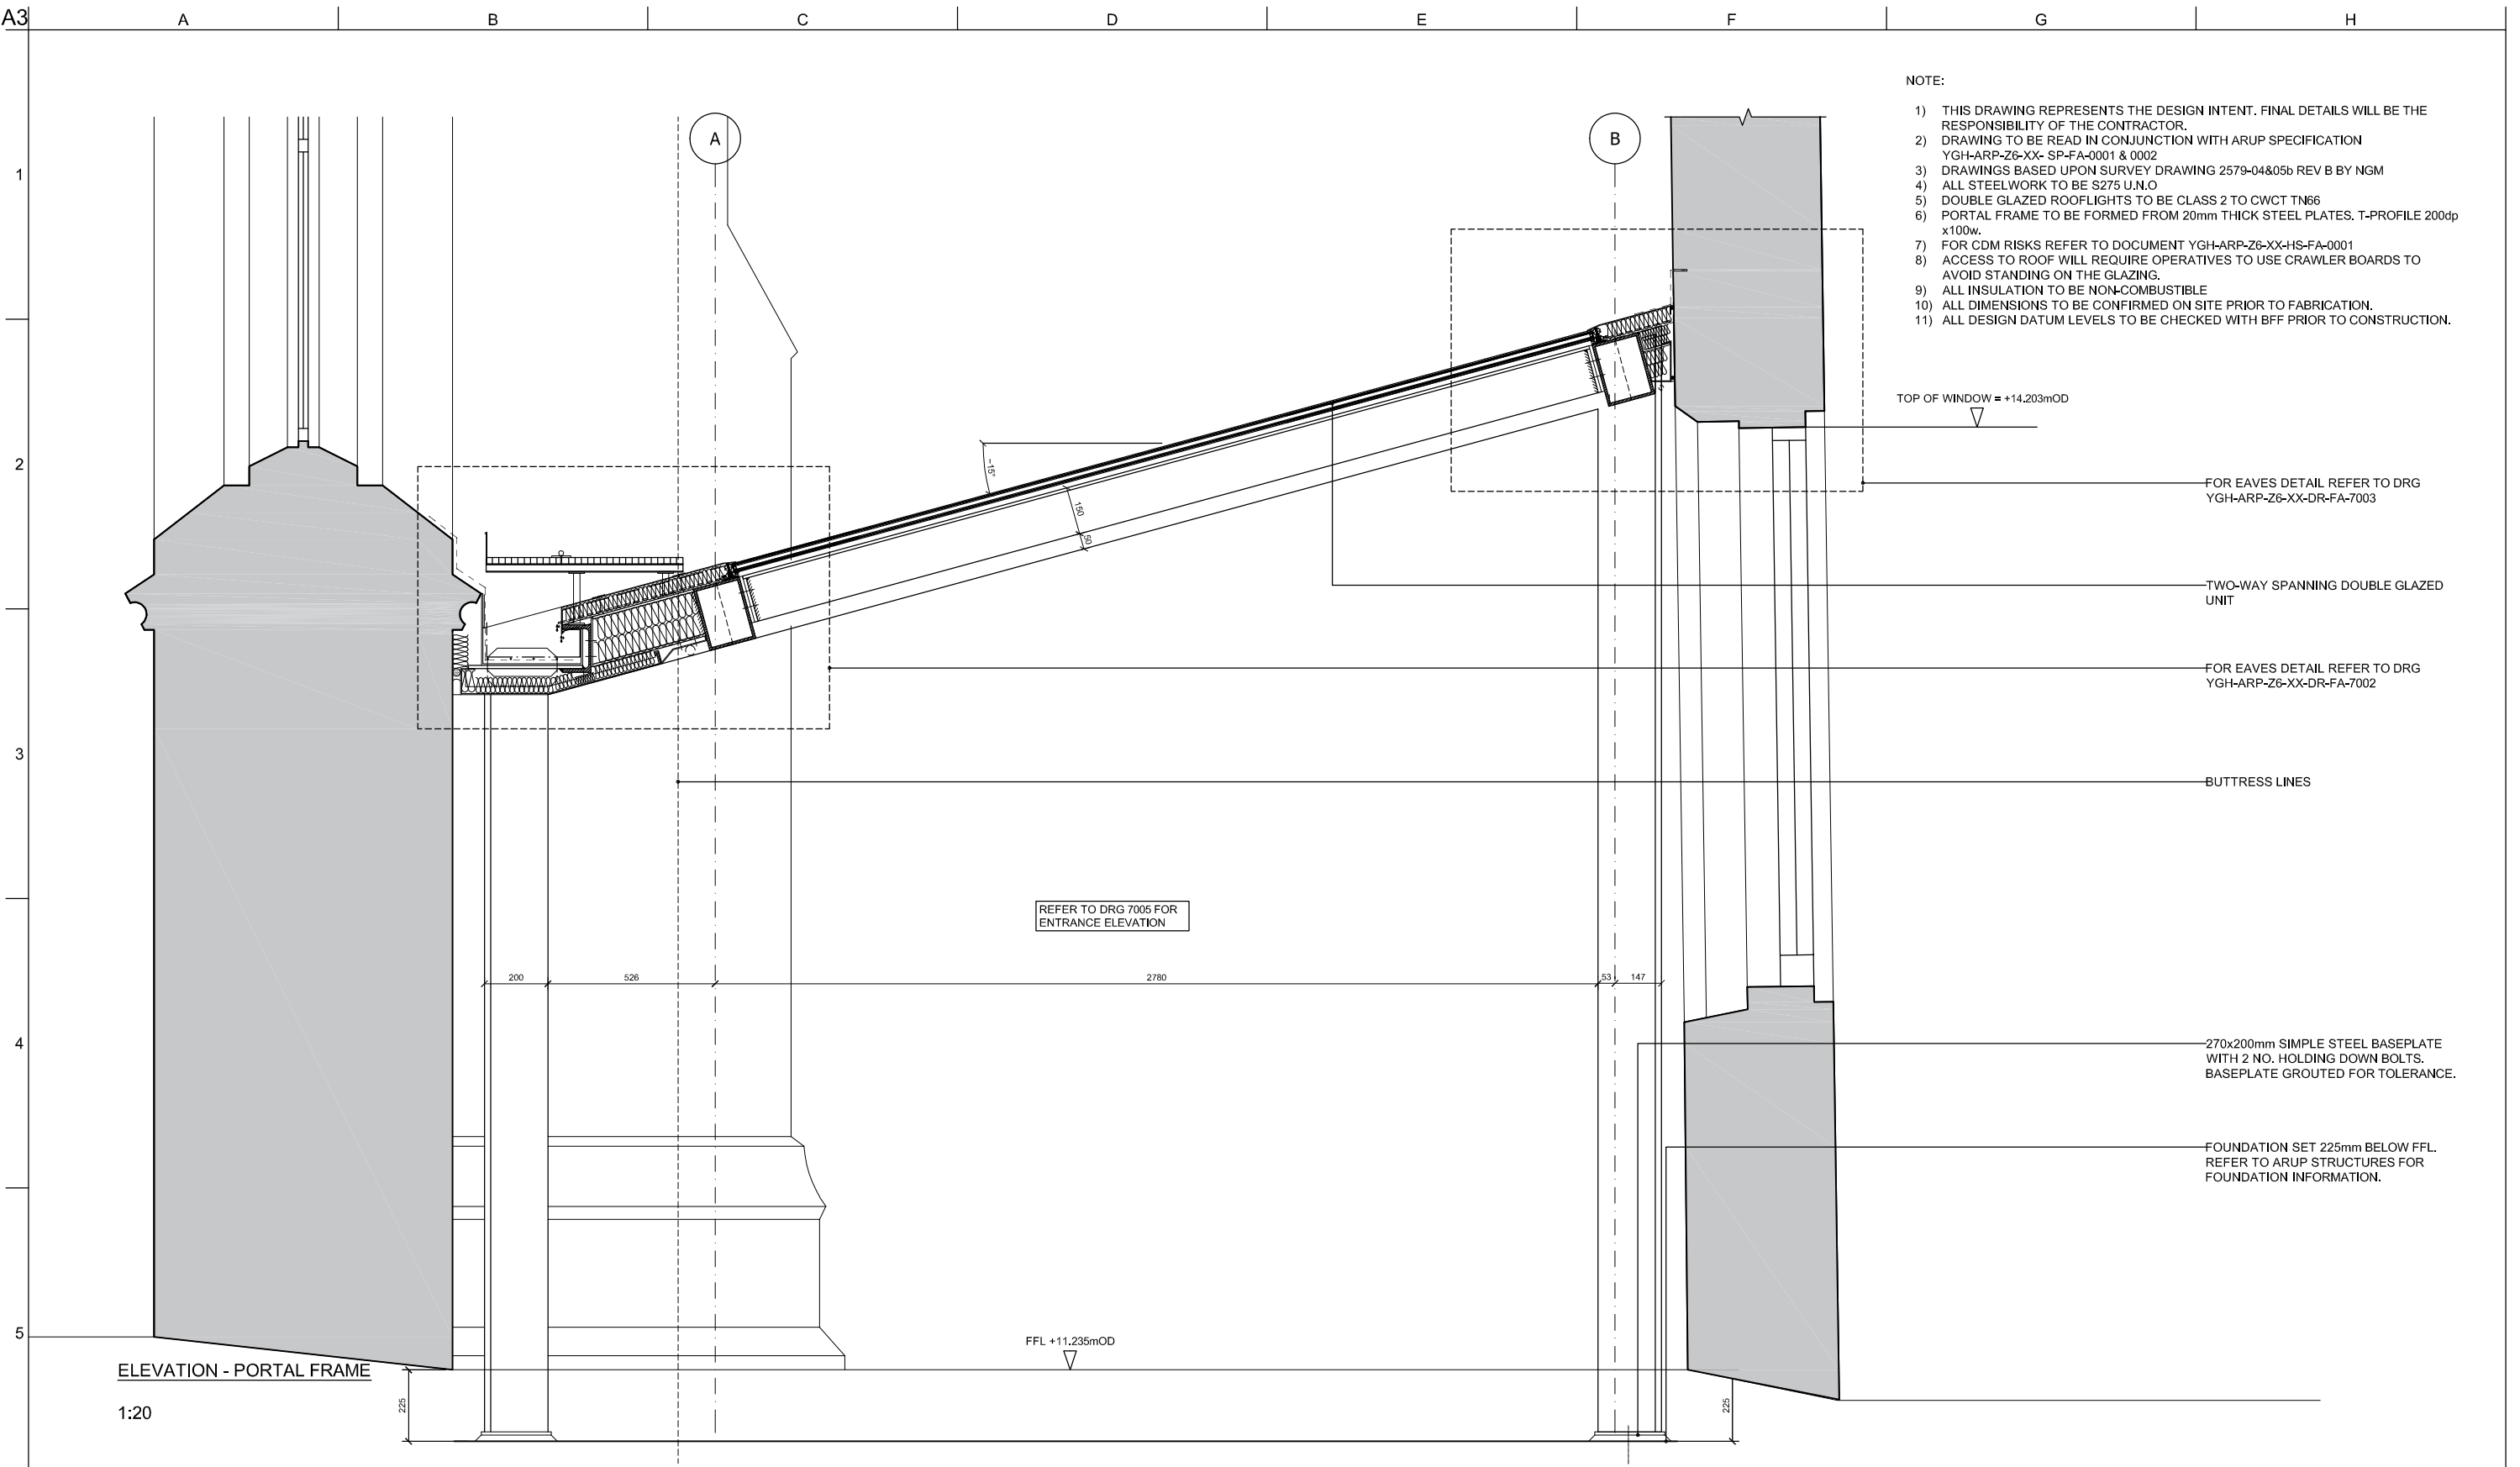 A3
A B C D E F G H
1
2
3
4
5
A
B
NOTE:
1) THIS DRAWING REPRESENTS THE DESIGN INTENT. FINAL DETAILS WILL BE THE
RESPONSIBILITY OF THE CONTRACTOR.
2) DRAWING TO BE READ IN CONJUNCTION WITH ARUP SPECIFICATION
YGH-ARP-Z6-XX- SP-FA-0001 & 0002
3) DRAWINGS BASED UPON SURVEY DRAWING 2579-04&05b REV B BY NGM
4) ALL STEELWORK TO BE S275 U.N.O
5) DOUBLE GLAZED ROOFLIGHTS TO BE CLASS 2 TO CWCT TN66
6) PORTAL FRAME TO BE FORMED FROM 20mm THICK STEEL PLATES. T-PROFILE 200dp
x100w.
7) FOR CDM RISKS REFER TO DOCUMENT YGH-ARP-Z6-XX-HS-FA-0001
8) ACCESS TO ROOF WILL REQUIRE OPERATIVES TO USE CRAWLER BOARDS TO
AVOID STANDING ON THE GLAZING.
9) ALL INSULATION TO BE NON-COMBUSTIBLE
10) ALL DIMENSIONS TO BE CONFIRMED ON SITE PRIOR TO FABRICATION.
11) ALL DESIGN DATUM LEVELS TO BE CHECKED WITH BFF PRIOR TO CONSTRUCTION.
TOP OF WINDOW = +14.203mOD
~15°
150
50
FOR EAVES DETAIL REFER TO DRG
YGH-ARP-Z6-XX-DR-FA-7003
TWO-WAY SPANNING DOUBLE GLAZED
UNIT
FOR EAVES DETAIL REFER TO DRG
YGH-ARP-Z6-XX-DR-FA-7002
BUTTRESS LINES
REFER TO DRG 7005 FOR
ENTRANCE ELEVATION
200 526 2780 53 147
270x200mm SIMPLE STEEL BASEPLATE
WITH 2 NO. HOLDING DOWN BOLTS.
BASEPLATE GROUTED FOR TOLERANCE.
FOUNDATION SET 225mm BELOW FFL.
REFER TO ARUP STRUCTURES FOR
FOUNDATION INFORMATION.
FFL +11.235mOD
ELEVATION - PORTAL FRAME
1:20
225
225